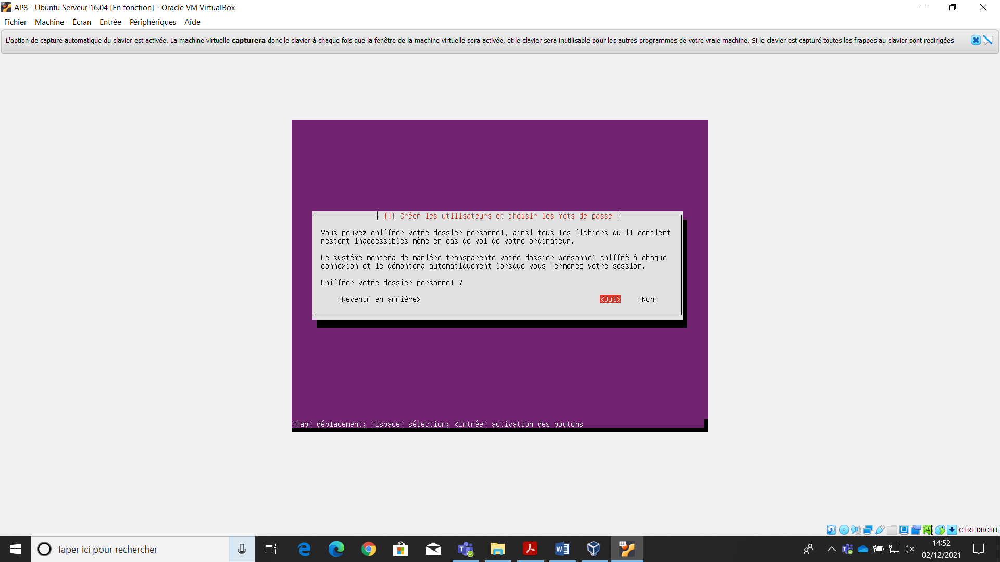 AP8 - Ubuntu Serveur 16.04 [En fonction] - Oracle VM VirtualBox
Fichier Machine Écran Entrée Périphériques Aide
L'option de capture automatique du clavier est activée. La machine virtuelle capturera donc le clavier à chaque fois que la fenêtre de la machine virtuelle sera activée, et le clavier sera inutilisable pour les autres programmes de votre vraie machine. Si le clavier est capturé toutes les frappes au clavier sont redirigées
[!] Créer les utilisateurs et choisir les mots de passe
Vous pouvez chiffrer votre dossier personnel, ainsi tous les fichiers qu'il contient
restent inaccessibles même en cas de vol de votre ordinateur.
Le système montera de manière transparente votre dossier personnel chiffré à chaque
connexion et le démontera automatiquement lorsque vous fermerez votre session.
Chiffrer votre dossier personnel ?
<Revenir en arrière> <Oui> <Non>
<Tab> déplacement; <Espace> sélection; <Entrée> activation des boutons
CTRL DROITE
Taper ici pour rechercher
14:52
02/12/2021